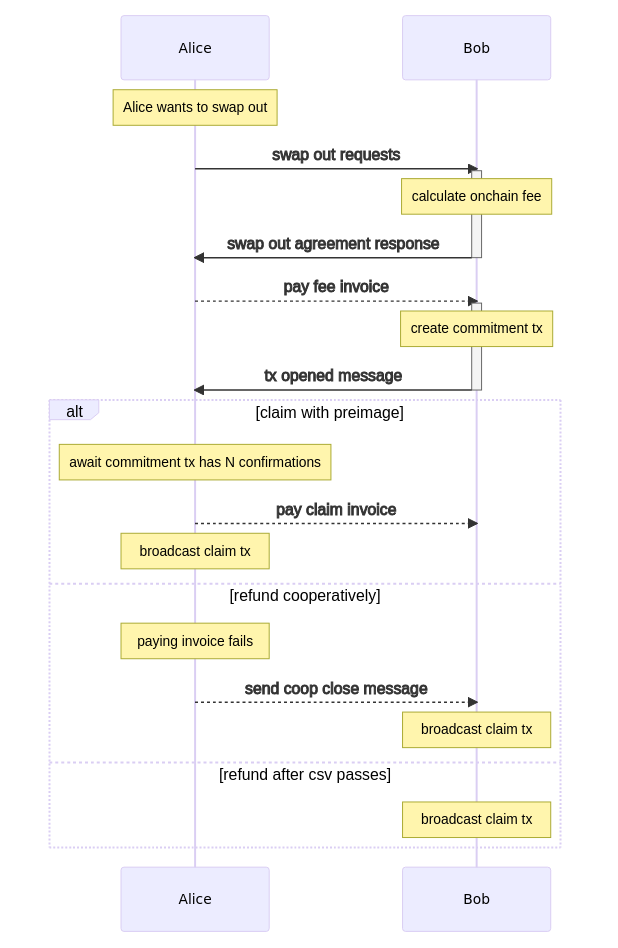 Alice
Bob
Alice wants to swap out
swap out requests
calculate onchain fee
swap out agreement response
pay fee invoice
create commitment tx
tx opened message
alt
[claim with preimage]
await commitment tx has N confirmations
pay claim invoice
broadcast claim tx
[refund cooperatively]
paying invoice fails
send coop close message
broadcast claim tx
[refund after csv passes]
broadcast claim tx
Alice
Bob